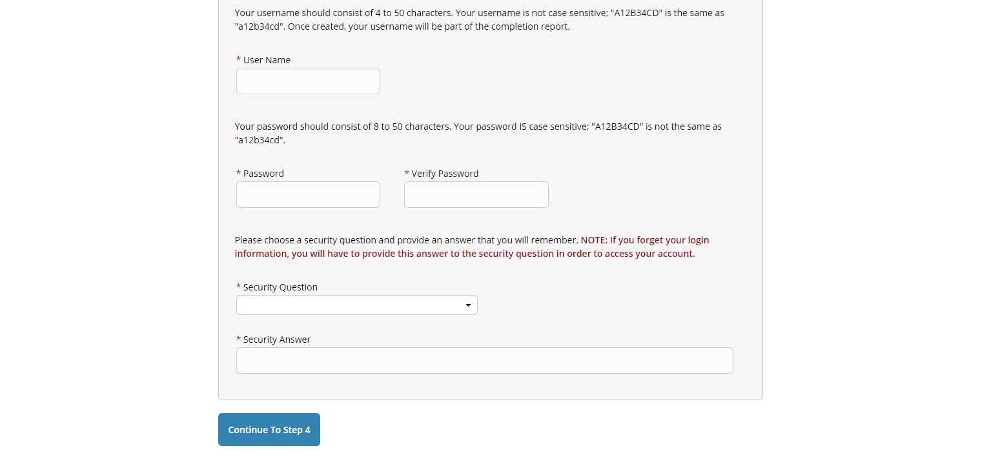 Your username should consist of 4 to 50 characters. Your username is not case sensitive; "A12B34CD" is the same as
"a12b34cd". Once created, your username will be part of the completion report.
* User Name
Your password should consist of 8 to 50 characters. Your password IS case sensitive; "A12B34CD" is not the same as
"a12b34cd".
* Password * Verify Password
Please choose a security question and provide an answer that you will remember. NOTE: If you forget your login
information, you will have to provide this answer to the security question in order to access your account.
* Security Question
* Security Answer
Continue To Step 4